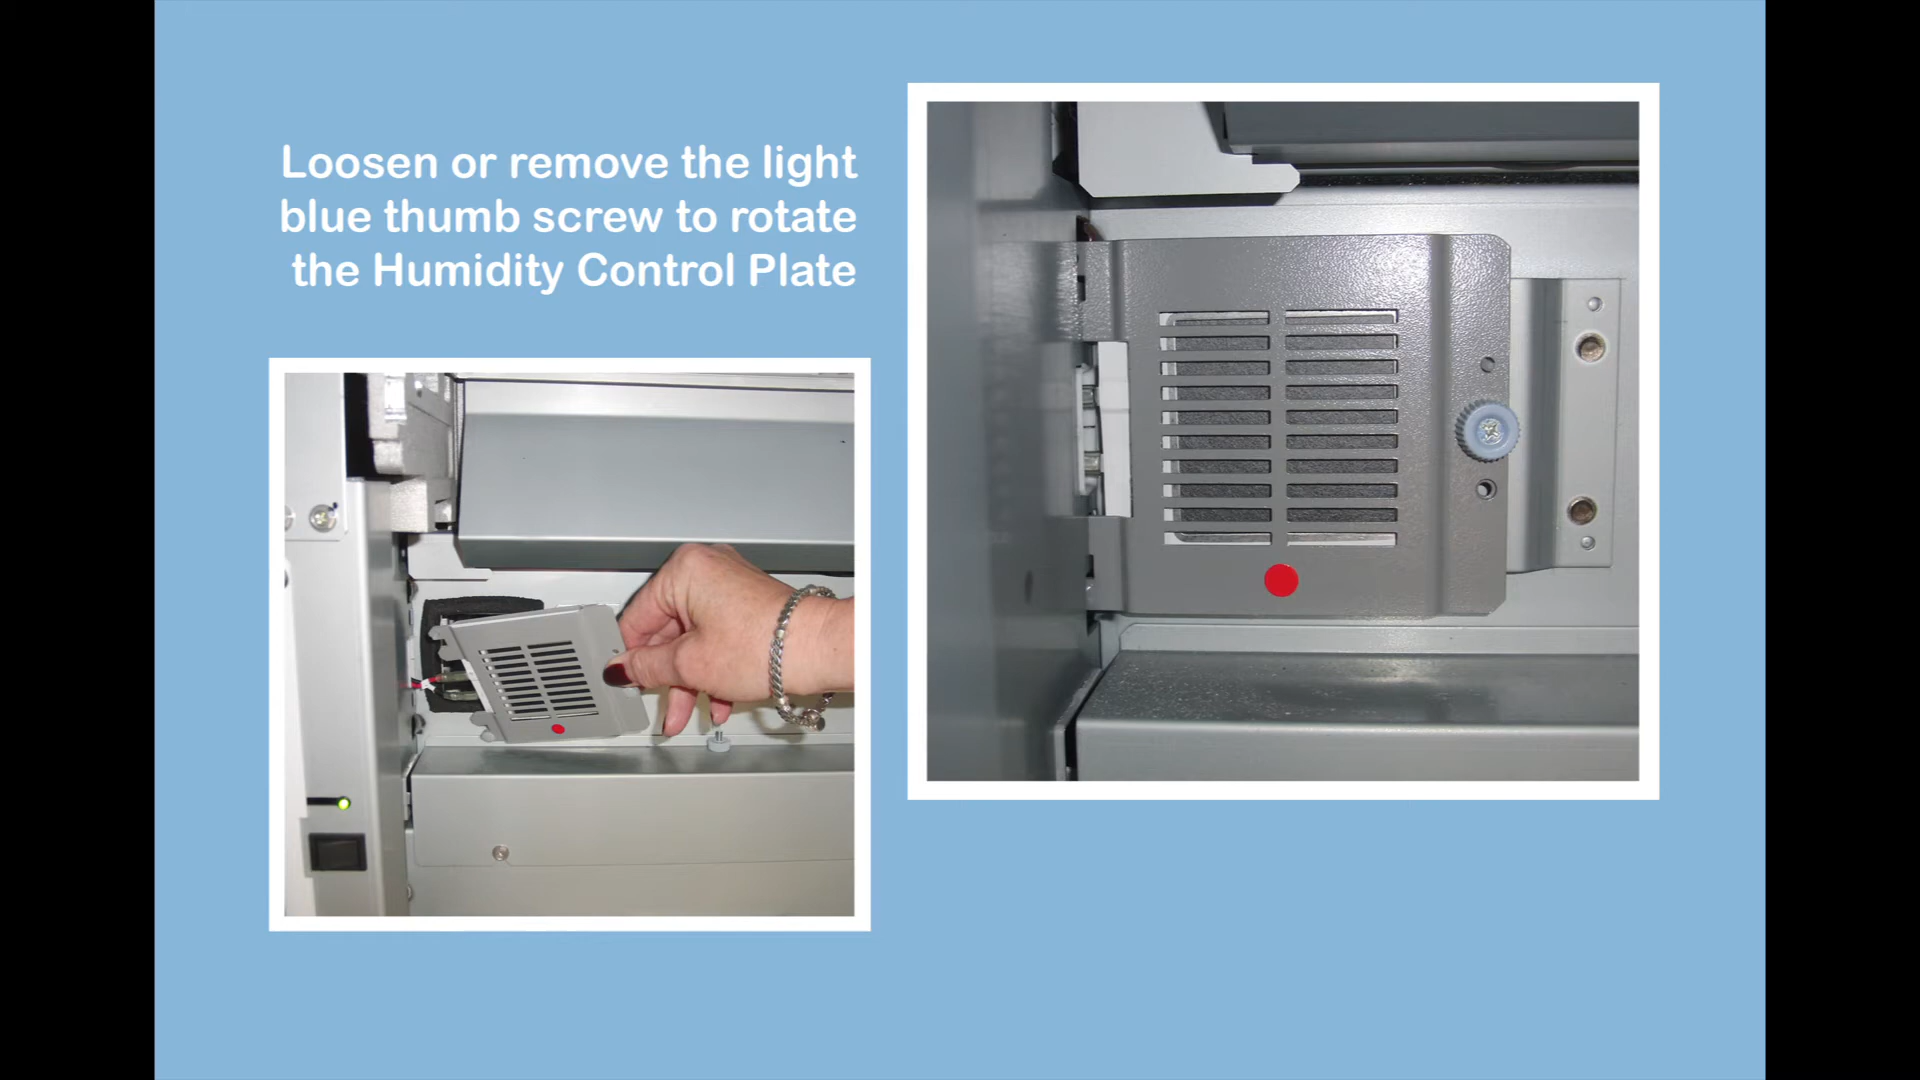 Loosen or remove the light
blue thumb screw to rotate
the Humidity Control Plate